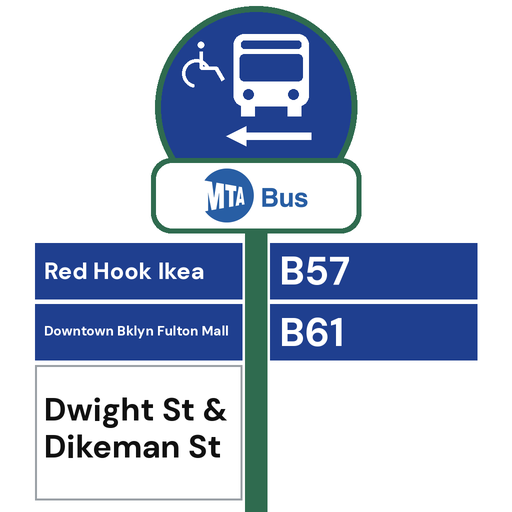 MTA Bus
Red Hook Ikea B57
Downtown Bklyn Fulton Mall B61
Dwight St &
Dikeman St